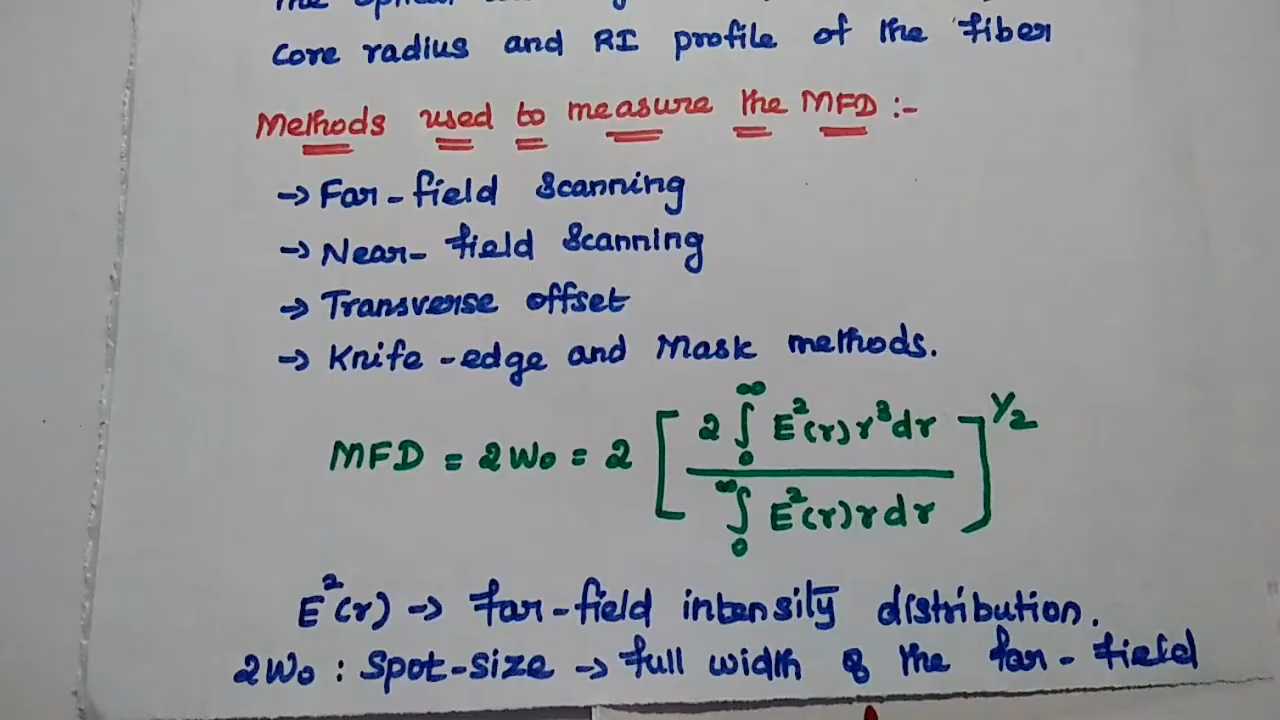 The optical
core radius and RI profile of the fiber
Methods used to measure the MFD :-
→ Far-field scanning
→ Near-field scanning
→ Transverse offset
→ Knife-edge and Mask methods.
MFD = 2W₀ = 2 [ 2 ∫₀^∞ E²(r) r³ dr / ∫₀^∞ E²(r) r dr ]^1/2
E²(r) → far-field intensity distribution.
2W₀ : Spot-size → full width of the far-field